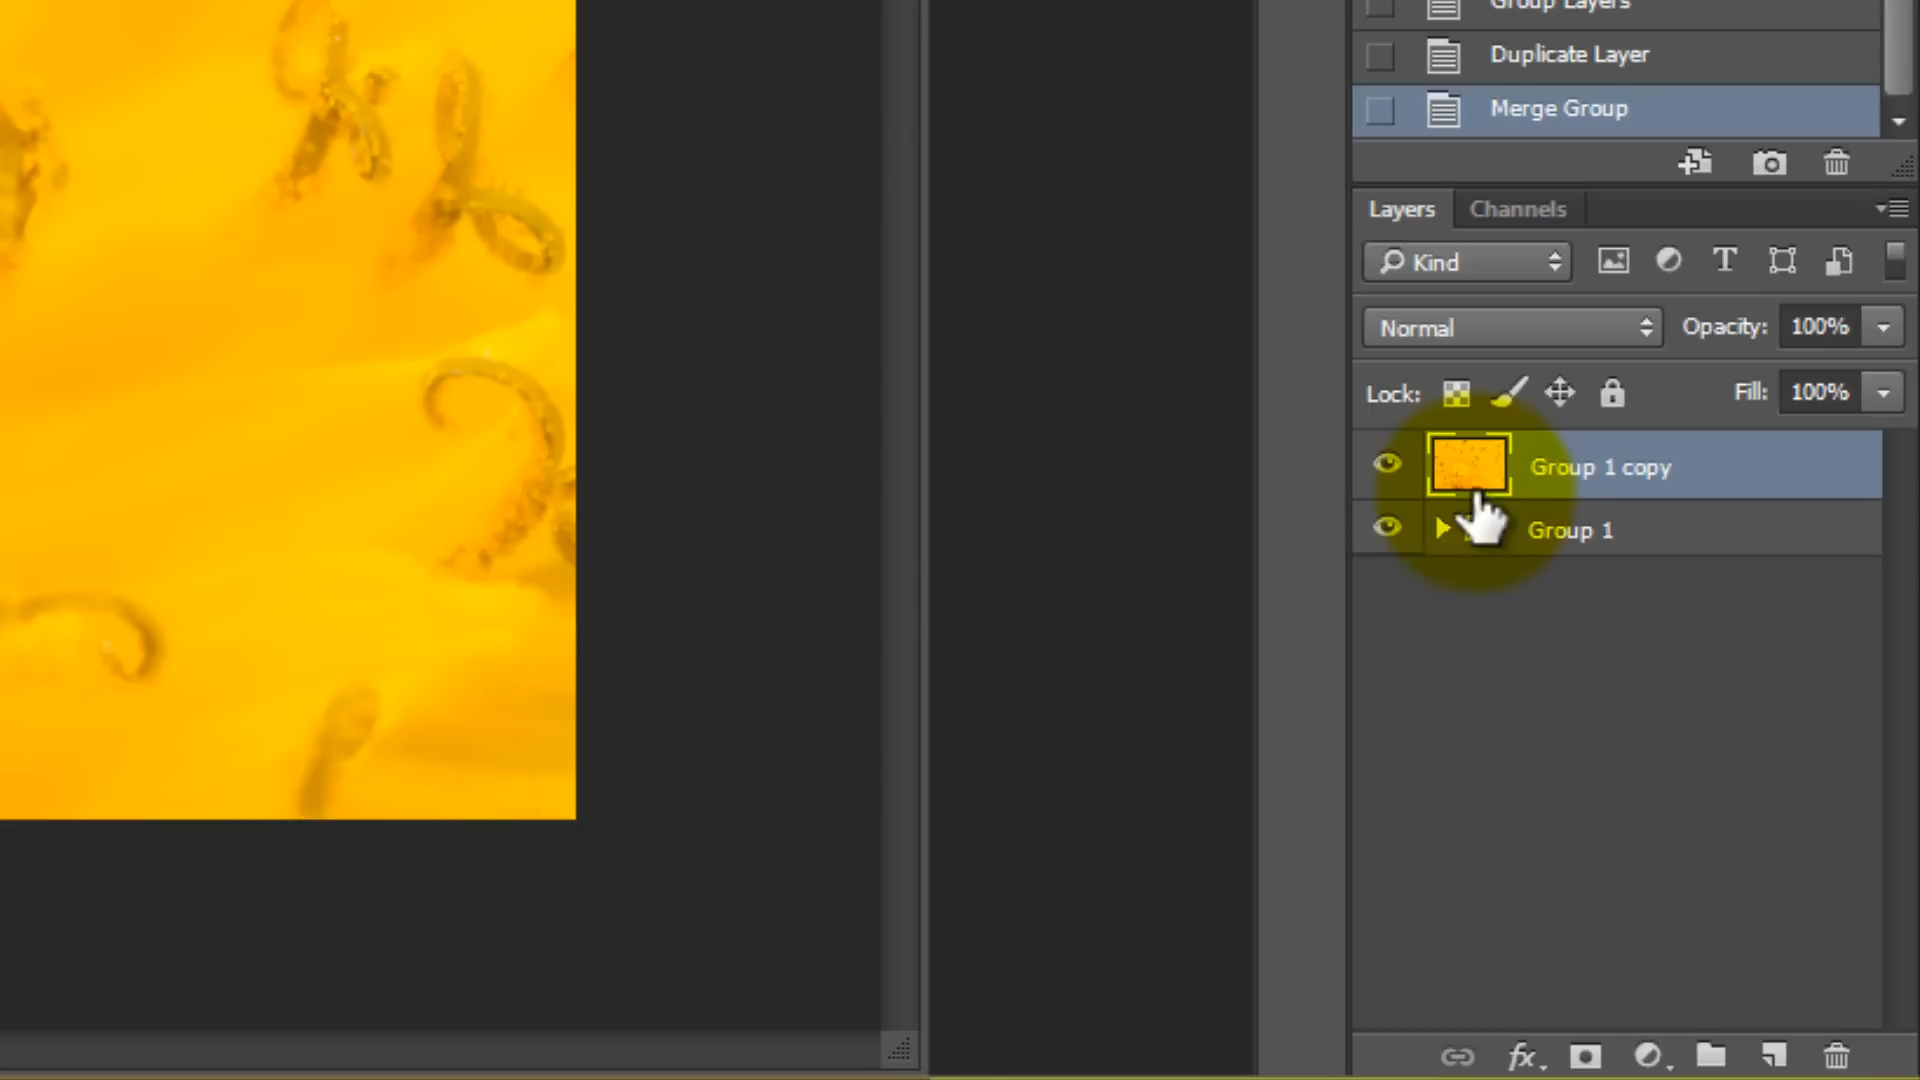 Group Layers
Duplicate Layer
Merge Group
Layers Channels
Kind T
Normal Opacity: 100%
Lock: Fill: 100%
Group 1 copy
Group 1
fx